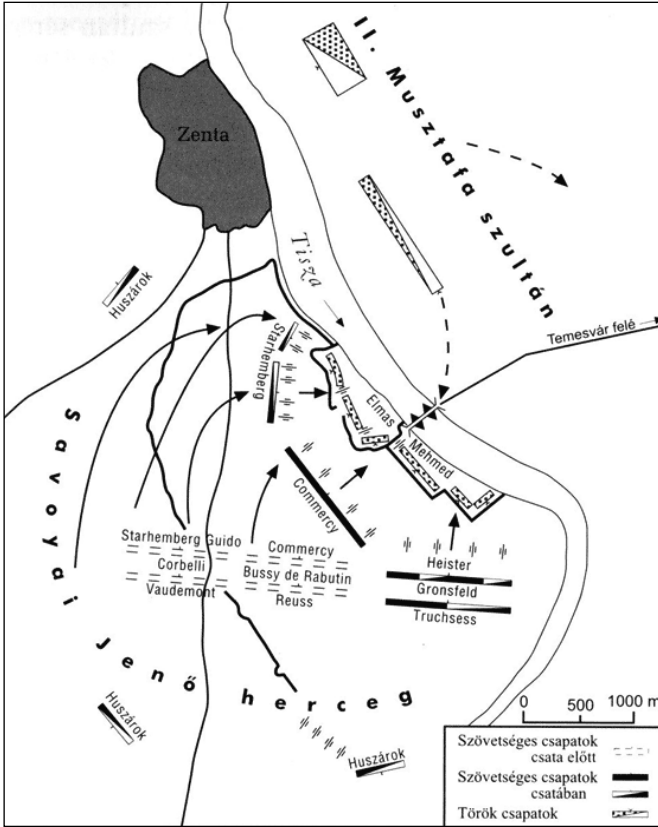 Zenta
II. Musztafa szultán
Tisza
Huszárok
Temesvár felé
Starhemberg
Starhemberg
Elmas
Mehmed
Commercy
Savoyai Jenő herceg
Starhemberg Guido
Corbelli
Vaudemont
Commercy
Bussy de Rabutin
Reuss
Heister
Gronsfeld
Truchsess
Huszárok
Huszárok
0 500 1000 m
Szövetséges csapatok
csata előtt
Szövetséges csapatok
csatában
Török csapatok